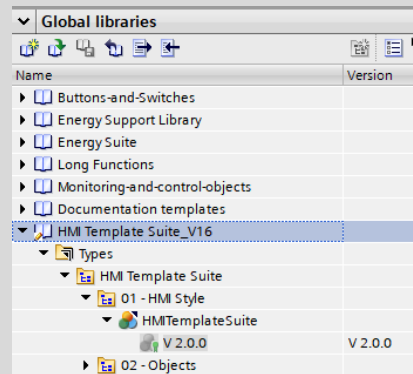 Global libraries
Name Version
Buttons-and-Switches
Energy Support Library
Energy Suite
Long Functions
Monitoring-and-control-objects
Documentation templates
HMI Template Suite_V16
Types
HMI Template Suite
01 - HMI Style
HMITemplateSuite
V 2.0.0 V 2.0.0
02 - Objects